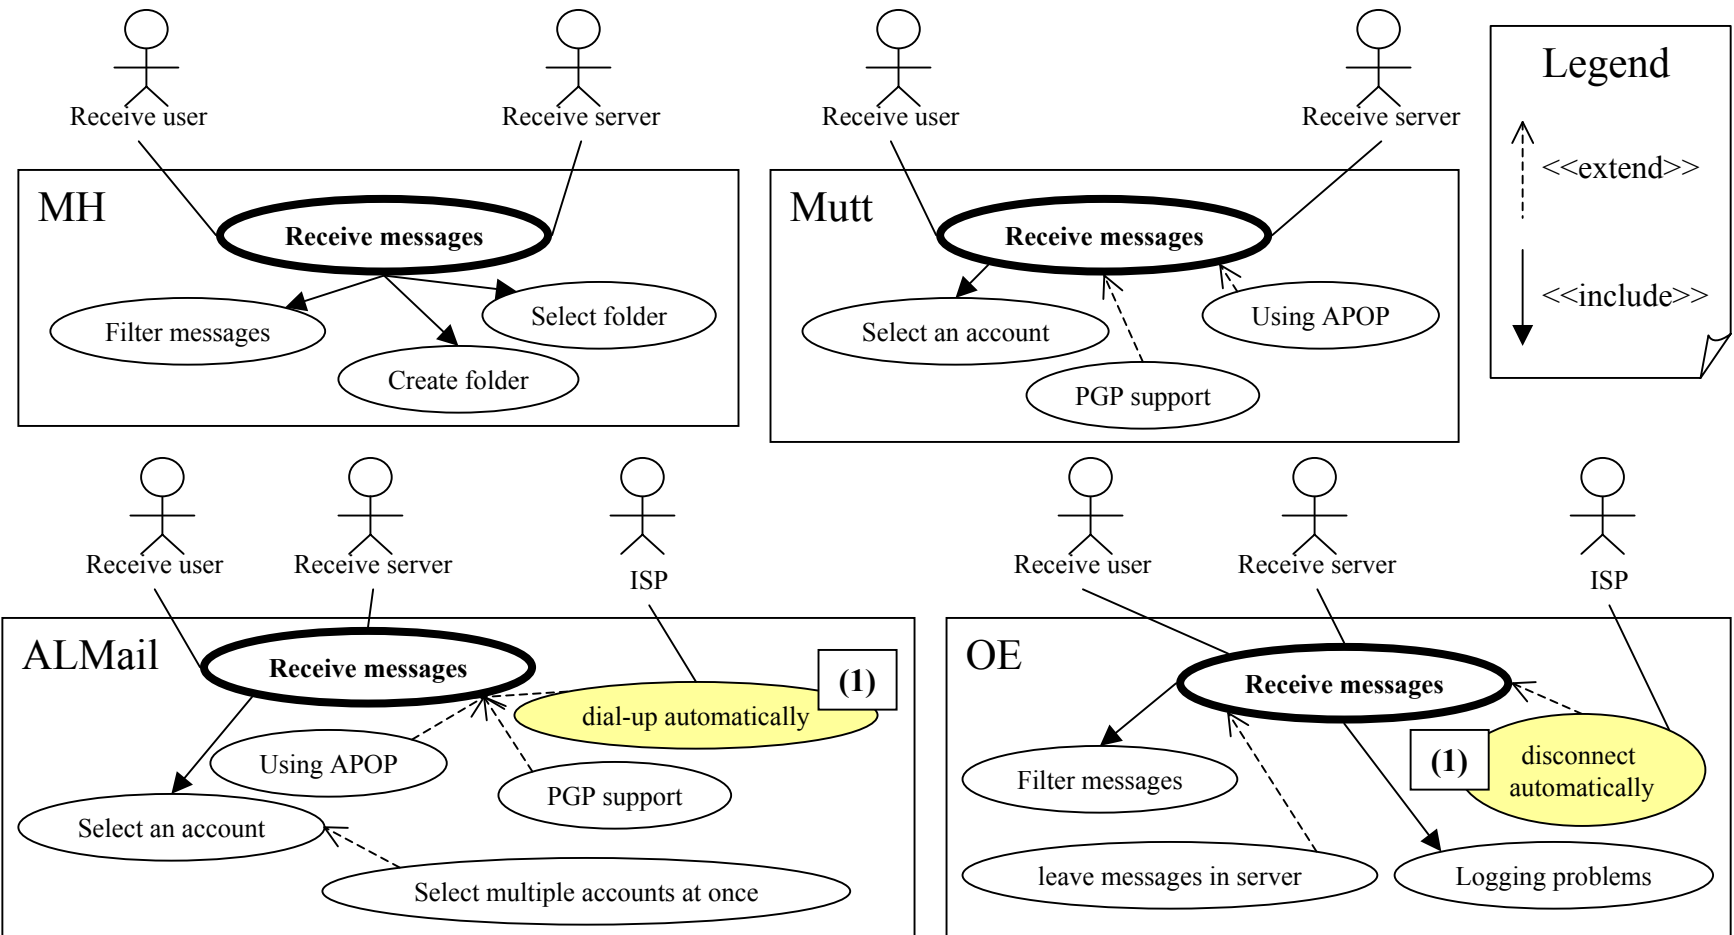 Receive user
Receive server
Receive user
Receive server
Legend
<<extend>>
<<include>>
MH
Receive messages
Filter messages
Select folder
Create folder
Mutt
Receive messages
Select an account
Using APOP
PGP support
Receive user
Receive server
ISP
ALMail
Receive messages
(1)
dial-up automatically
Using APOP
PGP support
Select an account
Select multiple accounts at once
Receive user
Receive server
ISP
OE
Receive messages
(1)
disconnect
automatically
Filter messages
leave messages in server
Logging problems